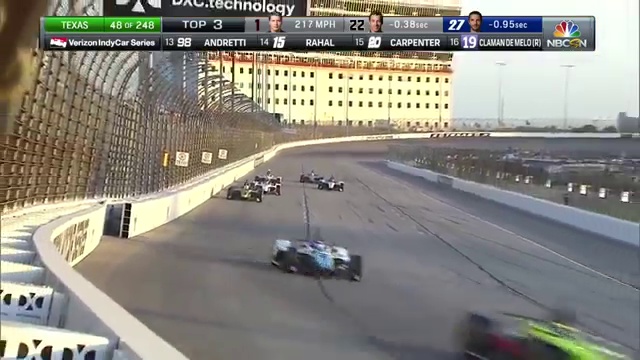 DXC.technology
TEXAS 48 OF 248 TOP 3 1 217 MPH 22 -0.38sec 27 -0.95sec
Verizon IndyCar Series 13 98 ANDRETTI 14 15 RAHAL 15 20 CARPENTER 16 19 CLAMAN DE MELO (R)
NBCSN
DXC
DXC